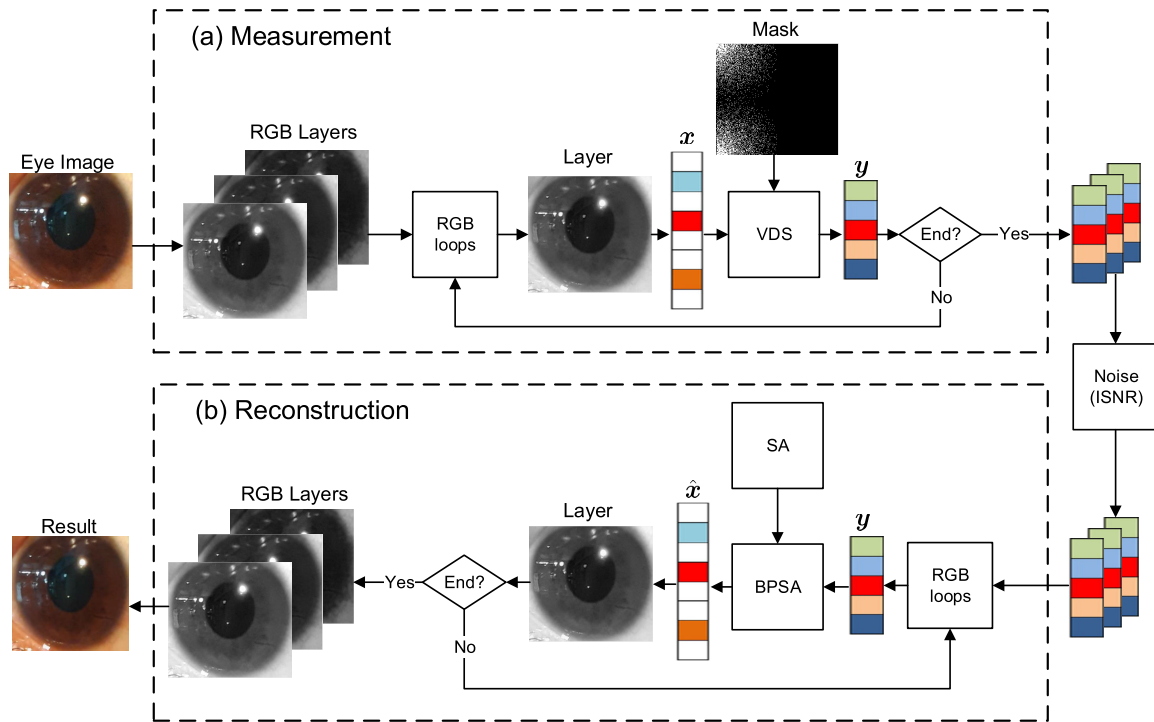 (a) Measurement
Mask
RGB Layers
Eye Image
Layer
x
y
RGB
loops
VDS
End?
Yes
No
Noise
(ISNR)
(b) Reconstruction
SA
RGB Layers
Result
Layer
x̂
y
End?
Yes
BPSA
RGB
loops
No